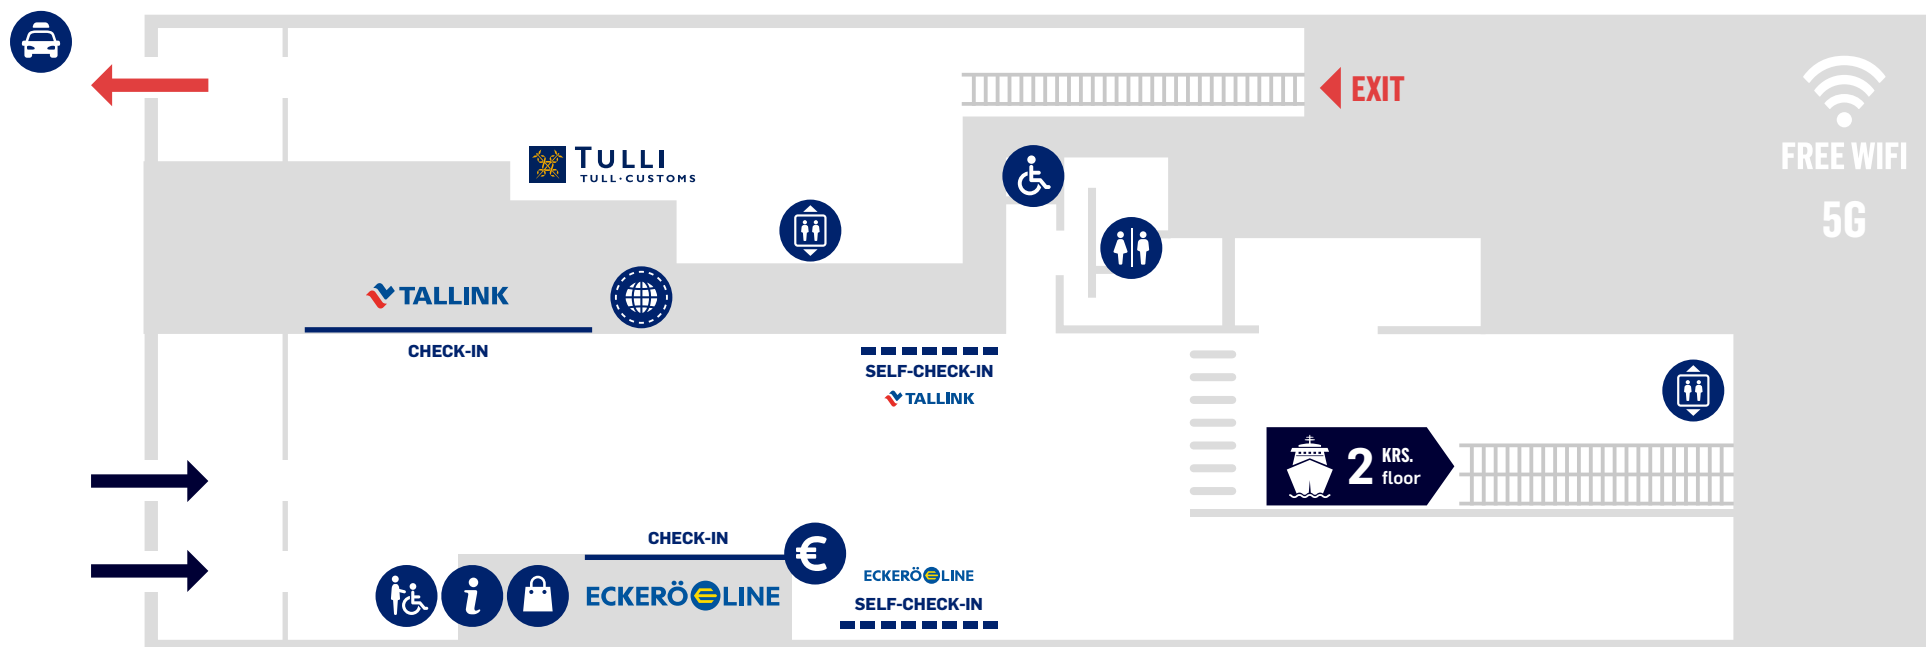 EXIT
FREE WIFI
5G
TULLI
TULL·CUSTOMS
TALLINK
CHECK-IN
SELF-CHECK-IN
TALLINK
2 KRS.
floor
CHECK-IN
€
i
ECKERÖ LINE
ECKERÖ LINE
SELF-CHECK-IN